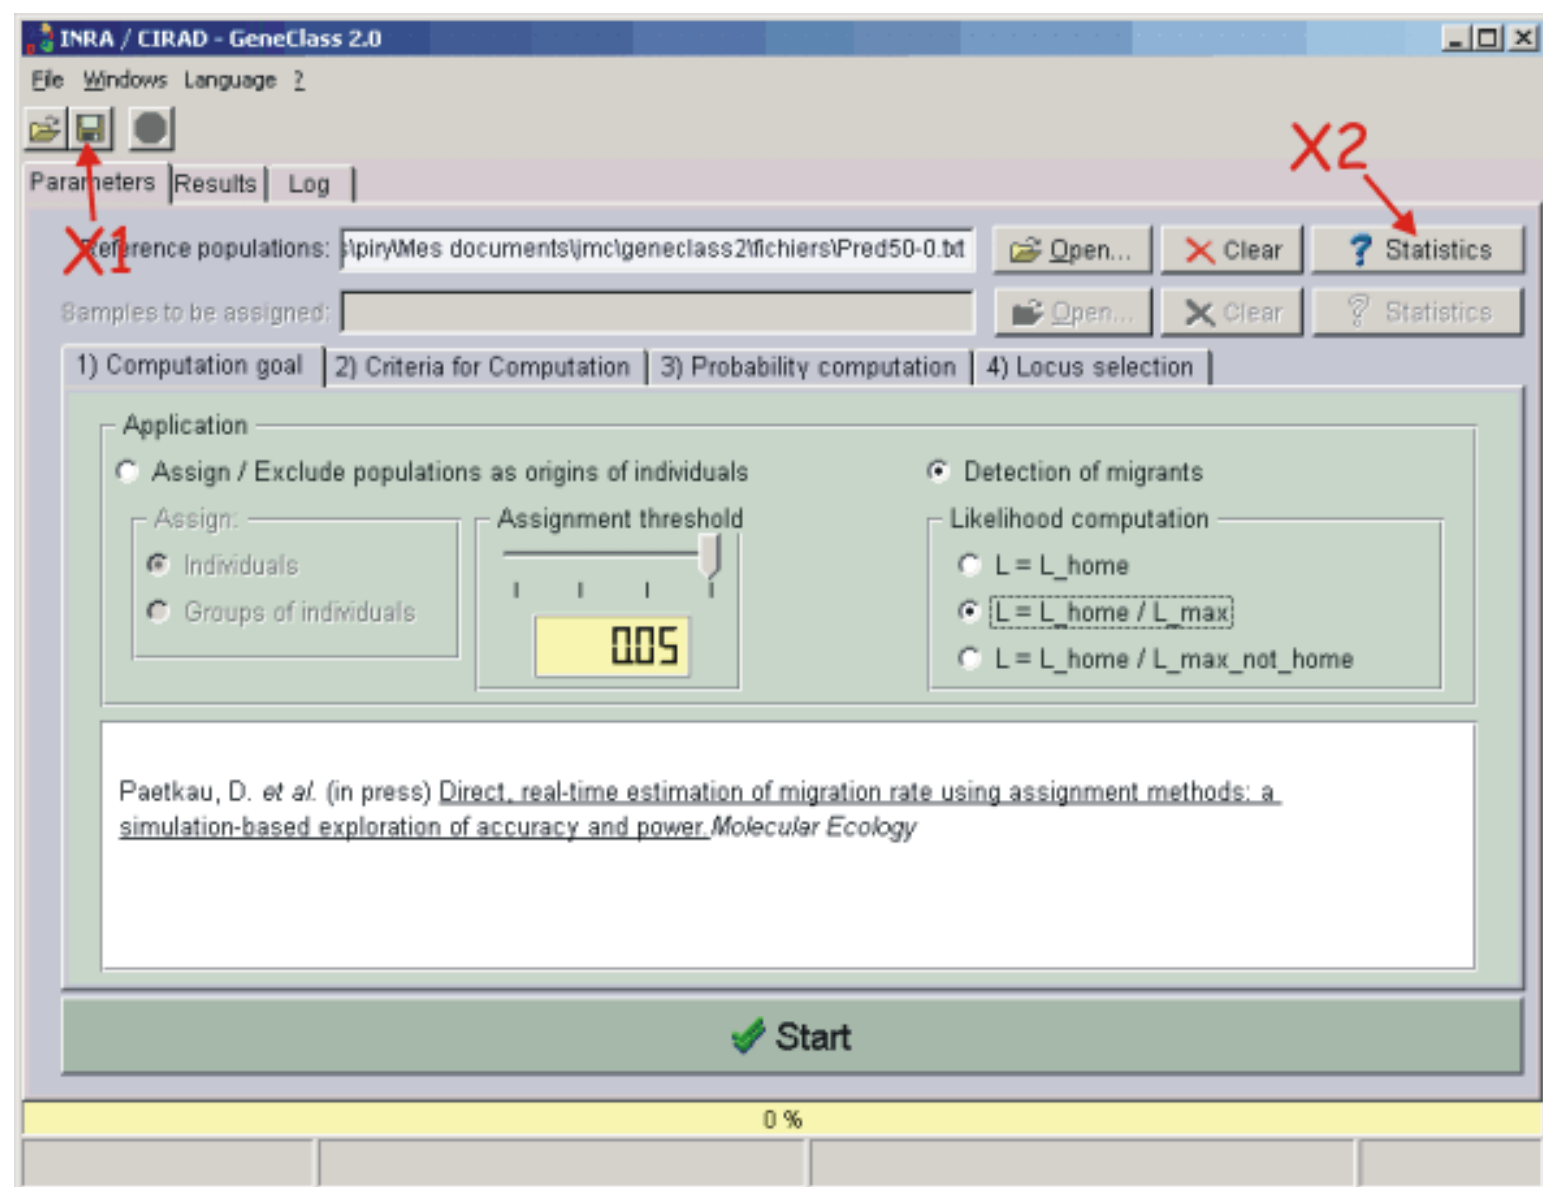 INRA / CIRAD - GeneClass 2.0
File Windows Language ?
X2
Parameters Results Log
X1
Reference populations: s\piry\Mes documents\jmc\geneclass2\fichiers\Pred50-0.txt Open... Clear ? Statistics
Samples to be assigned: Open... Clear ? Statistics
1) Computation goal 2) Criteria for Computation 3) Probability computation 4) Locus selection
Application
Assign / Exclude populations as origins of individuals Detection of migrants
Assign: Assignment threshold Likelihood computation
Individuals L = L_home
Groups of individuals L = L_home / L_max
0.05
L = L_home / L_max_not_home
Paetkau, D. et al. (in press) Direct, real-time estimation of migration rate using assignment methods: a
simulation-based exploration of accuracy and power. Molecular Ecology
Start
0 %